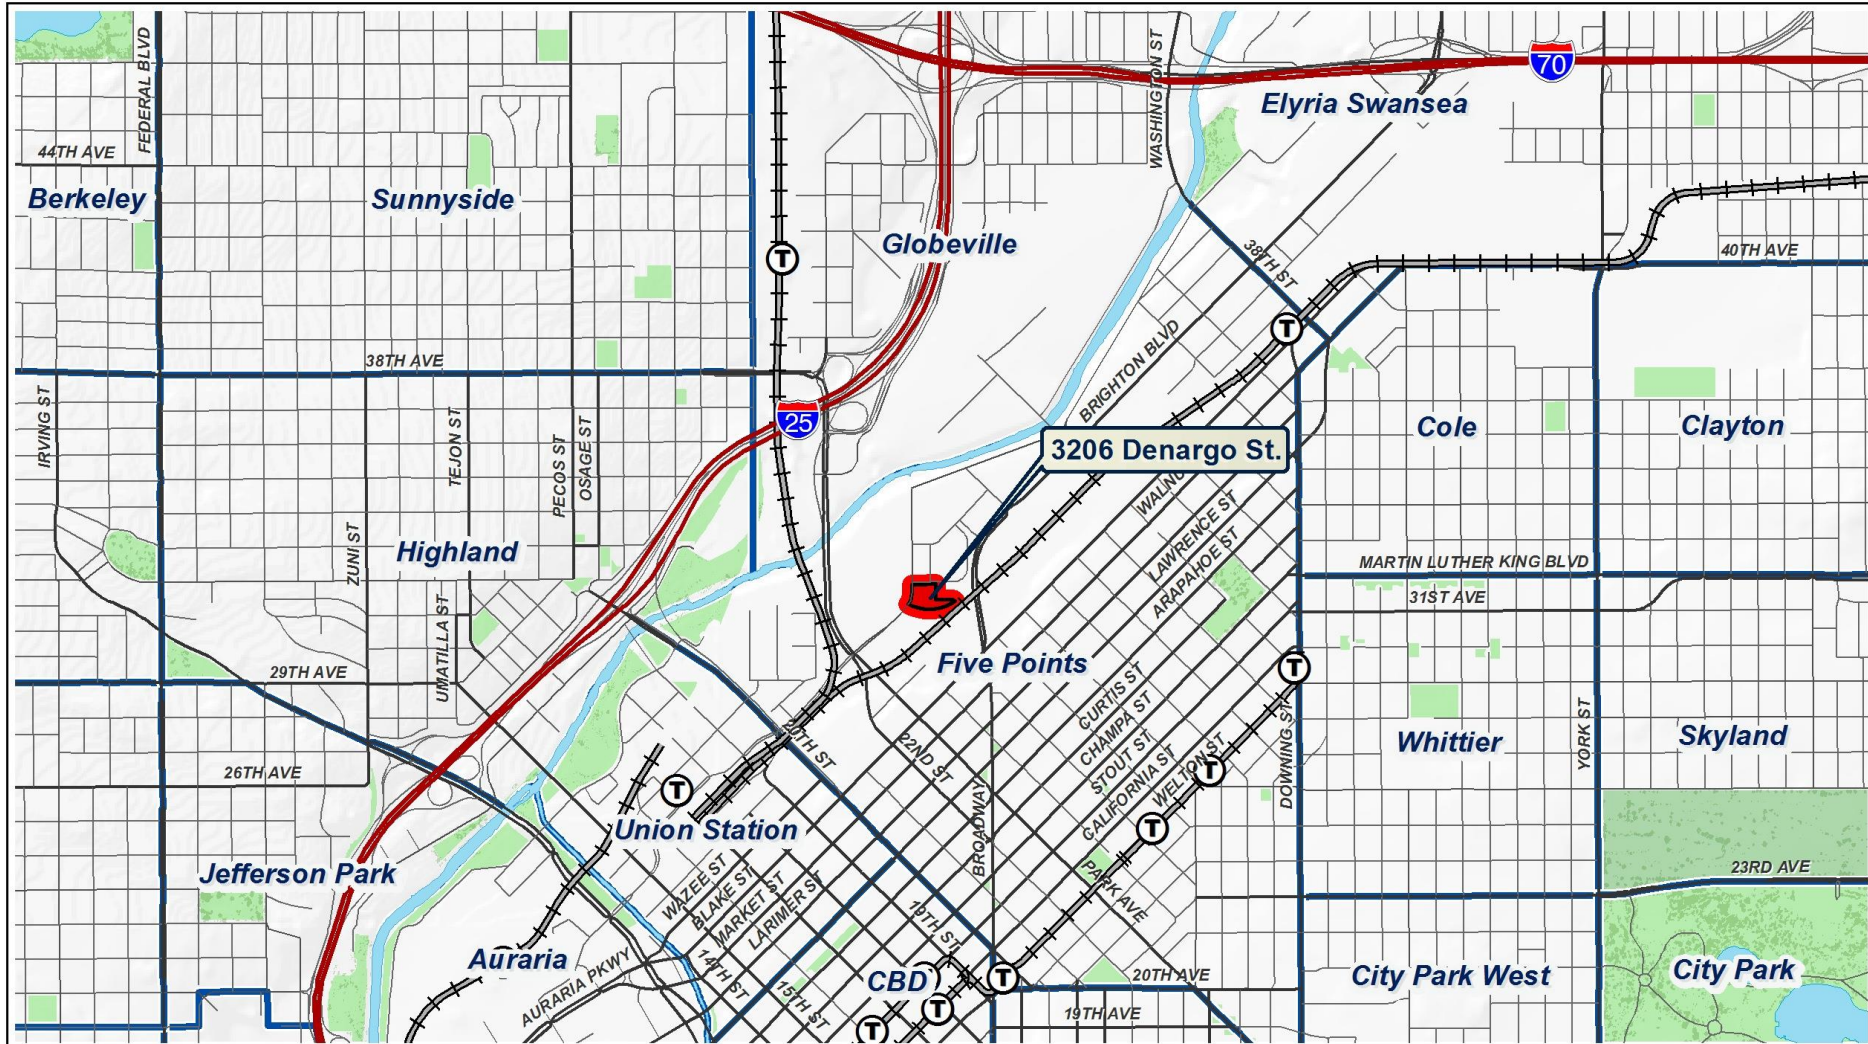 WASHINGTON ST
70
Elyria Swansea
FEDERAL BLVD
44TH AVE
Berkeley
Sunnyside
Globeville
T
38TH ST
40TH AVE
T
38TH AVE
BRIGHTON BLVD
25
IRVING ST
TEJON ST
PECOS ST
OSAGE ST
3206 Denargo St.
Cole
Clayton
LAWRENCE ST
ARAPAHOE ST
ZUNI ST
Highland
MARTIN LUTHER KING BLVD
31ST AVE
UMATILLA ST
29TH AVE
Five Points
T
CURTIS ST
CHAMPA ST
STOUT ST
CALIFORNIA ST
WELTON ST
DOWNING ST
YORK ST
Whittier
Skyland
20TH ST
22ND ST
26TH AVE
T
T
T
Union Station
BROADWAY
Jefferson Park
23RD AVE
WAZEE ST
BLAKE ST
MARKET ST
LARIMER ST
PARK AVE
19TH ST
Auraria
AURARIA PKWY
14TH ST
15TH ST
CBD
T
T
T
20TH AVE
19TH AVE
City Park West
City Park